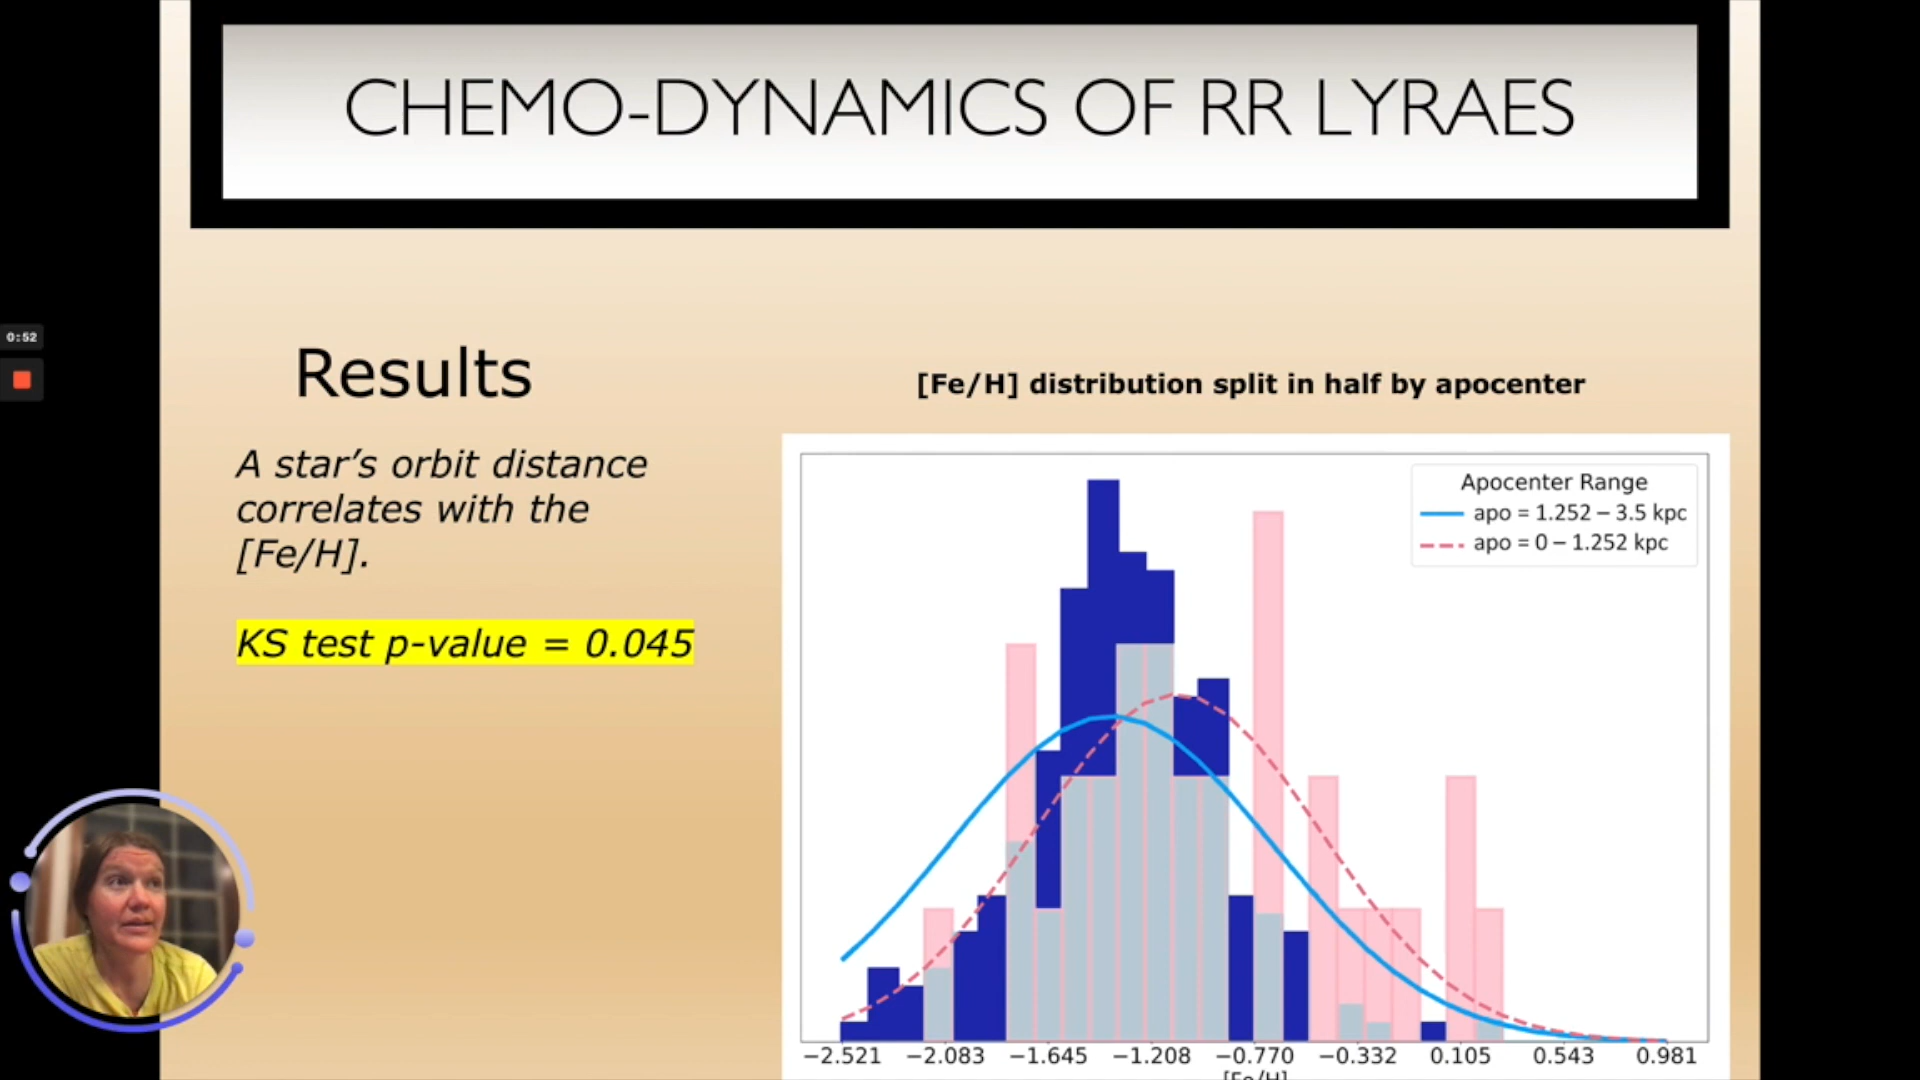 CHEMO-DYNAMICS OF RR LYRAES
0:52
Results
A star’s orbit distance
correlates with the
[Fe/H].
KS test p-value = 0.045
[Fe/H] distribution split in half by apocenter
Apocenter Range
apo = 1.252 – 3.5 kpc
apo = 0 – 1.252 kpc
−2.521 −2.083 −1.645 −1.208 −0.770 −0.332 0.105 0.543 0.981
[Fe/H]